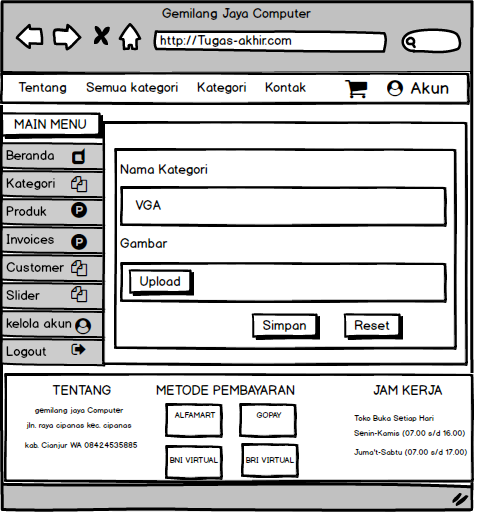 Gemilang Jaya Computer
http://Tugas-akhir.com
Tentang Semua kategori Kategori Kontak Akun
MAIN MENU
Beranda
Kategori
Produk
Invoices
Customer
Slider
kelola akun
Logout
Nama Kategori
VGA
Gambar
Upload
Simpan Reset
TENTANG
gemilang jaya Computer
jln. raya cipanas kec. cipanas
kab. Cianjur WA 08424535885
METODE PEMBAYARAN
ALFAMART GOPAY
BNI VIRTUAL BRI VIRTUAL
JAM KERJA
Toko Buka Setiap Hari
Senin-Kamis (07.00 s/d 16.00)
Juma't-Sabtu (07.00 s/d 17.00)